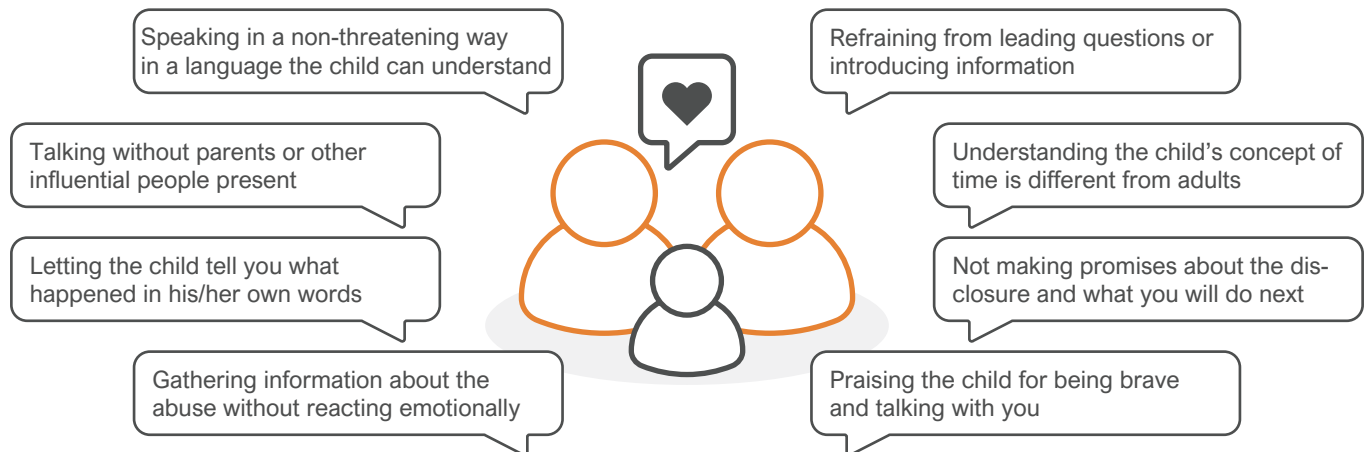 Speaking in a non-threatening way
in a language the child can understand
Talking without parents or other
influential people present
Letting the child tell you what
happened in his/her own words
Gathering information about the
abuse without reacting emotionally
Refraining from leading questions or
introducing information
Understanding the child’s concept of
time is different from adults
Not making promises about the dis-
closure and what you will do next
Praising the child for being brave
and talking with you